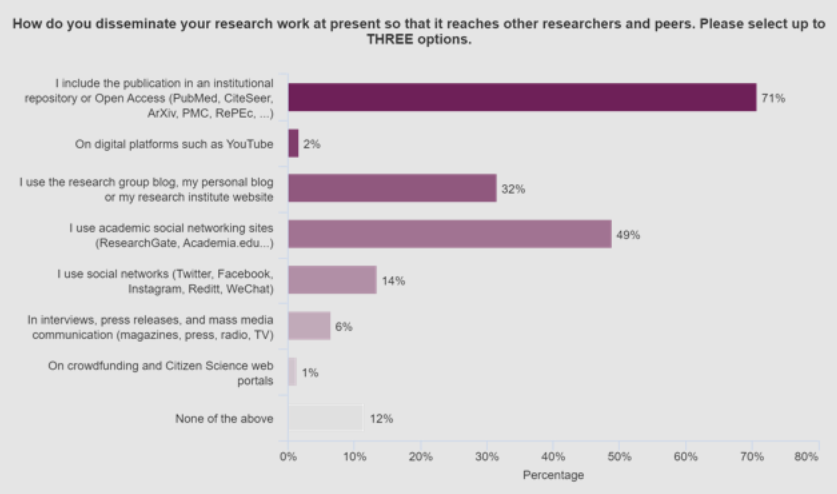 How do you disseminate your research work at present so that it reaches other researchers and peers. Please select up to
THREE options.
I include the publication in an institutional
repository or Open Access (PubMed, CiteSeer,
ArXiv, PMC, RePEc, ...)
71%
On digital platforms such as YouTube
2%
I use the research group blog, my personal blog
or my research institute website
32%
I use academic social networking sites
(ResearchGate, Academia.edu...)
49%
I use social networks (Twitter, Facebook,
Instagram, Reditt, WeChat)
14%
In interviews, press releases, and mass media
communication (magazines, press, radio, TV)
6%
On crowdfunding and Citizen Science web
portals
1%
None of the above
12%
0% 10% 20% 30% 40% 50% 60% 70% 80%
Percentage